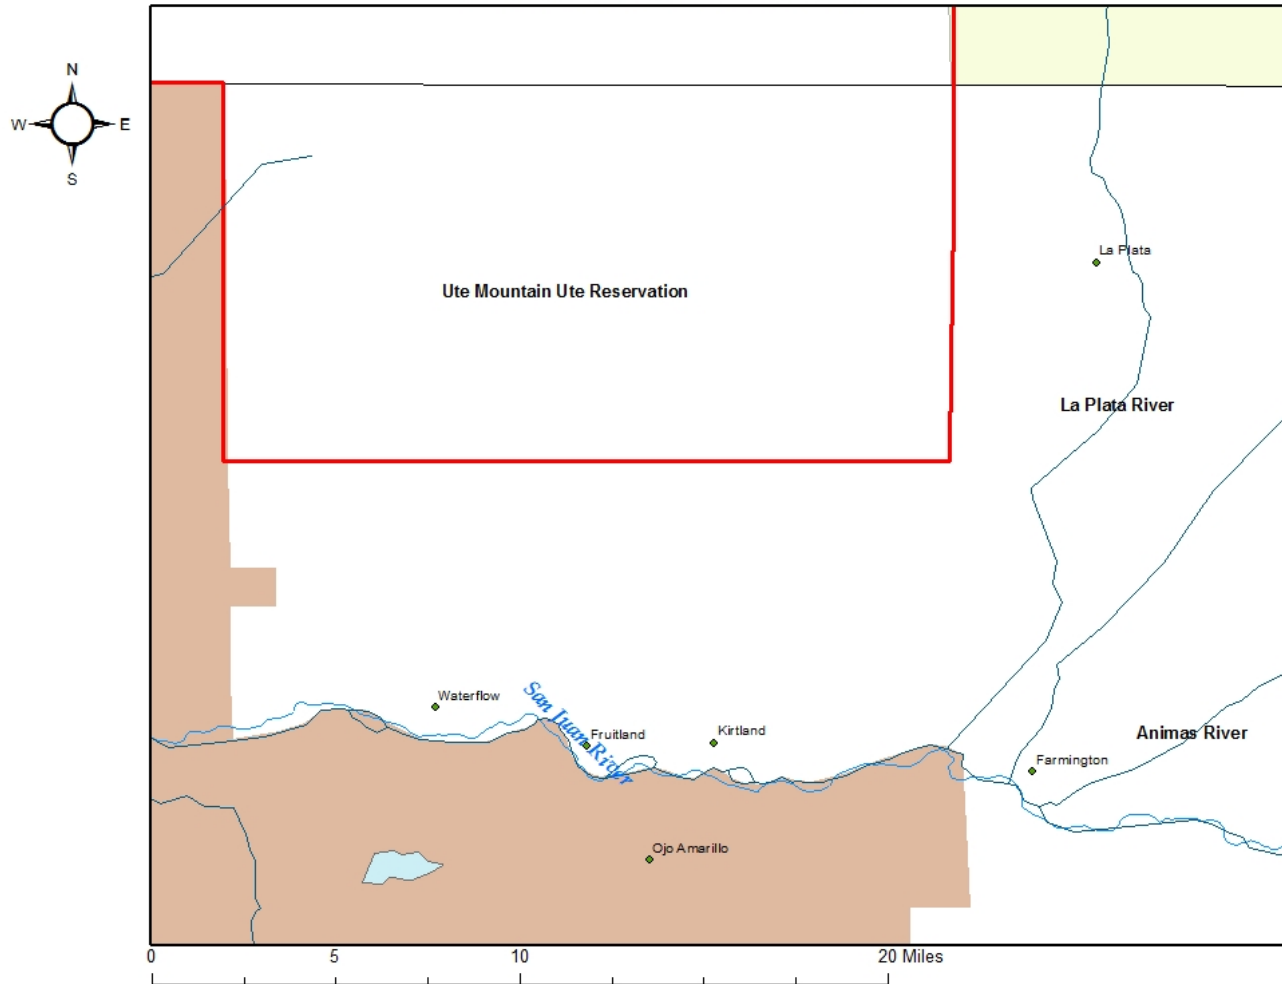 N
W E
S
La Plata
Ute Mountain Ute Reservation
La Plata River
Waterflow
San Juan River
Fruitland
Kirtland
Animas River
Farmington
Ojo Amarillo
0 5 10 20 Miles